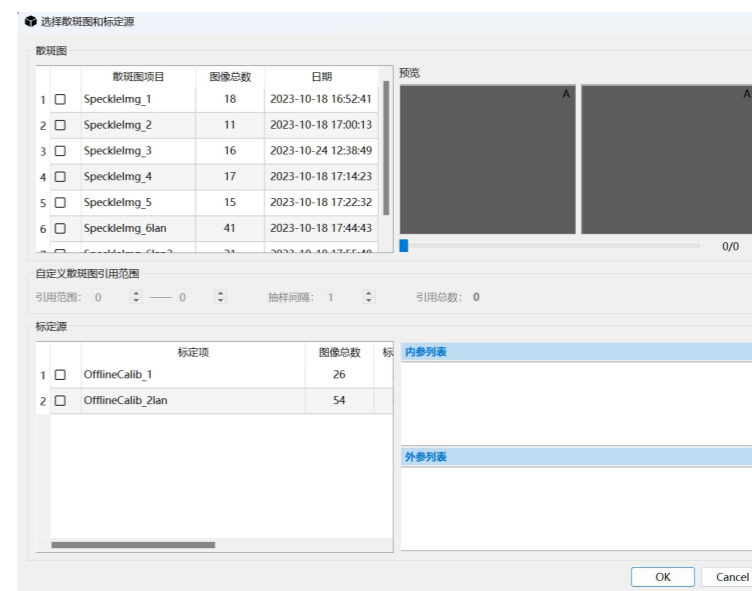 选择散斑图和标定源
散斑图
散斑图项目 图像总数 日期
1 SpeckleImg_1 18 2023-10-18 16:52:41
2 SpeckleImg_2 11 2023-10-18 17:00:13
3 SpeckleImg_3 16 2023-10-24 12:38:49
4 SpeckleImg_4 17 2023-10-18 17:14:23
5 SpeckleImg_5 15 2023-10-18 17:22:32
6 SpeckleImg_6lan 41 2023-10-18 17:44:43
预览
A A
0/0
自定义散斑图引用范围
引用范围: 0 — 0 抽样间隔: 1 引用总数: 0
标定源
标定项 图像总数 标
1 OfflineCalib_1 26
2 OfflineCalib_2lan 54
内参列表
外参列表
OK Cancel